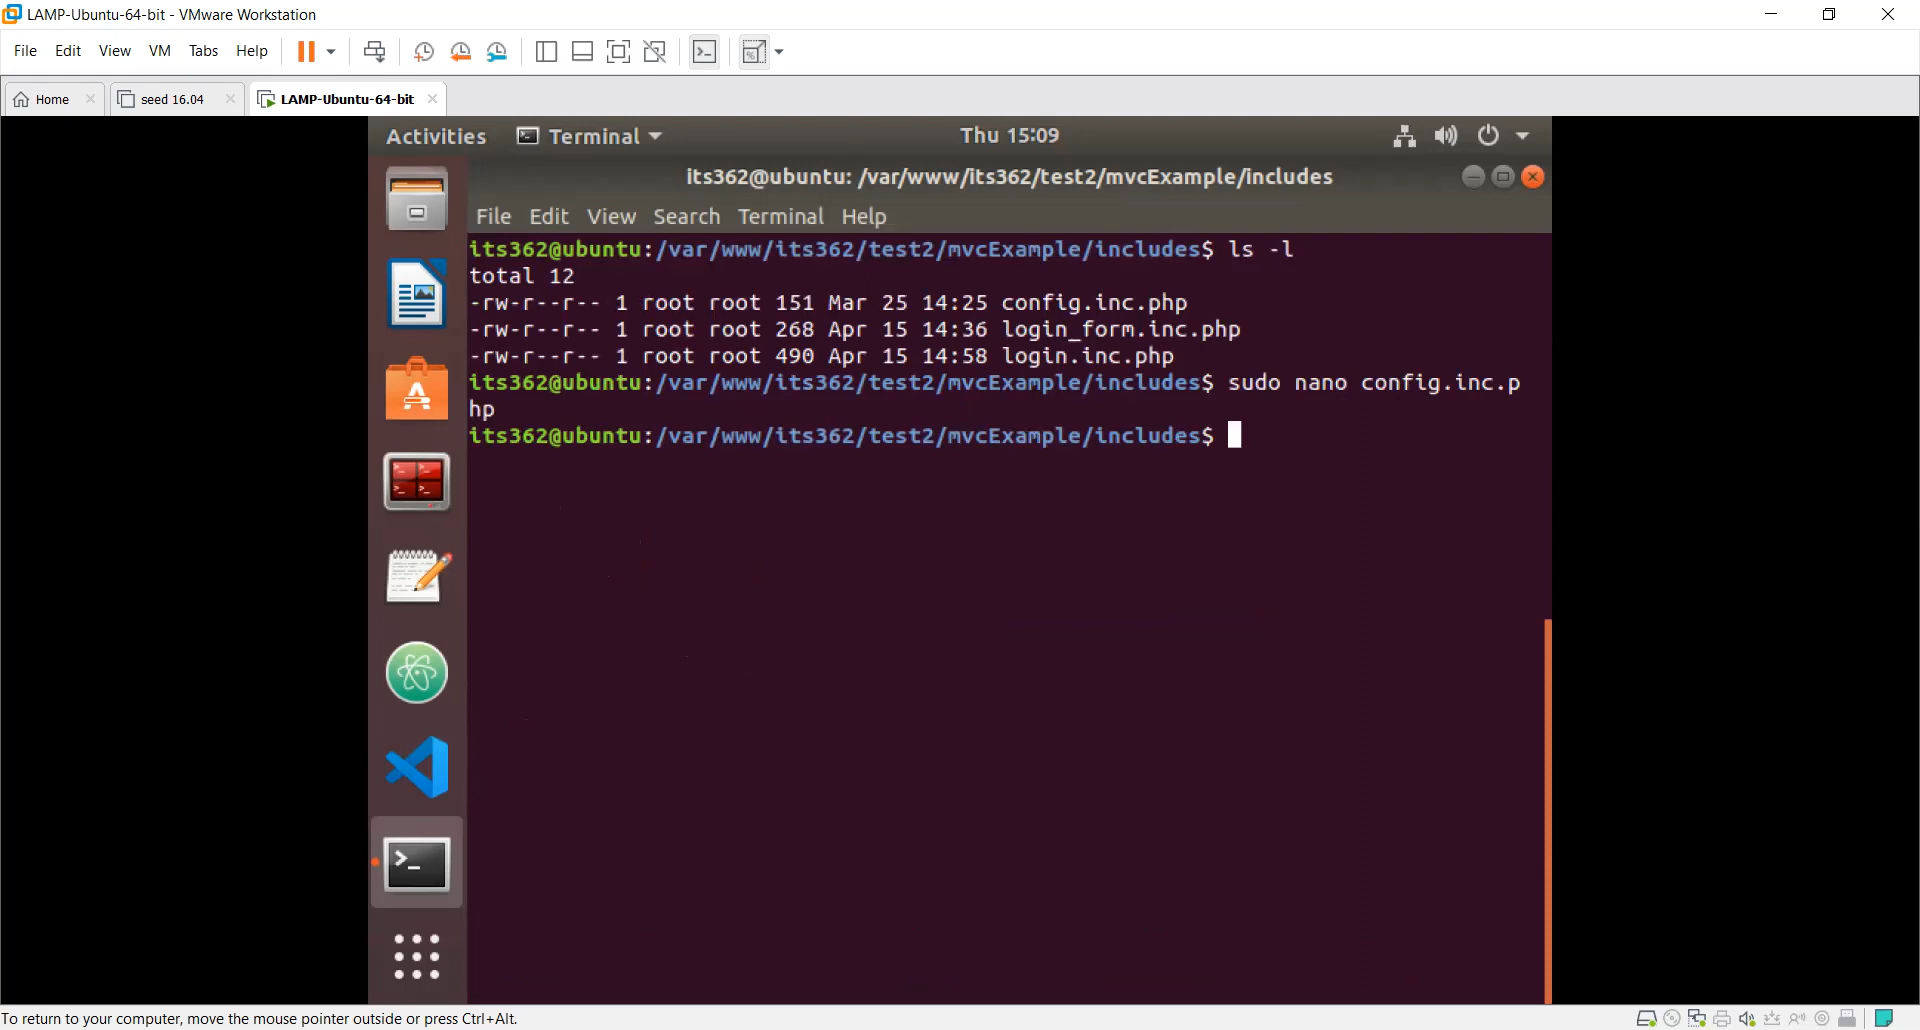 LAMP-Ubuntu-64-bit - VMware Workstation
File Edit View VM Tabs Help
Home seed 16.04 LAMP-Ubuntu-64-bit
Activities Terminal Thu 15:09
its362@ubuntu: /var/www/its362/test2/mvcExample/includes
File Edit View Search Terminal Help
its362@ubuntu:/var/www/its362/test2/mvcExample/includes$ ls -l
total 12
-rw-r--r-- 1 root root 151 Mar 25 14:25 config.inc.php
-rw-r--r-- 1 root root 268 Apr 15 14:36 login_form.inc.php
-rw-r--r-- 1 root root 490 Apr 15 14:58 login.inc.php
its362@ubuntu:/var/www/its362/test2/mvcExample/includes$ sudo nano config.inc.p
hp
its362@ubuntu:/var/www/its362/test2/mvcExample/includes$
To return to your computer, move the mouse pointer outside or press Ctrl+Alt.